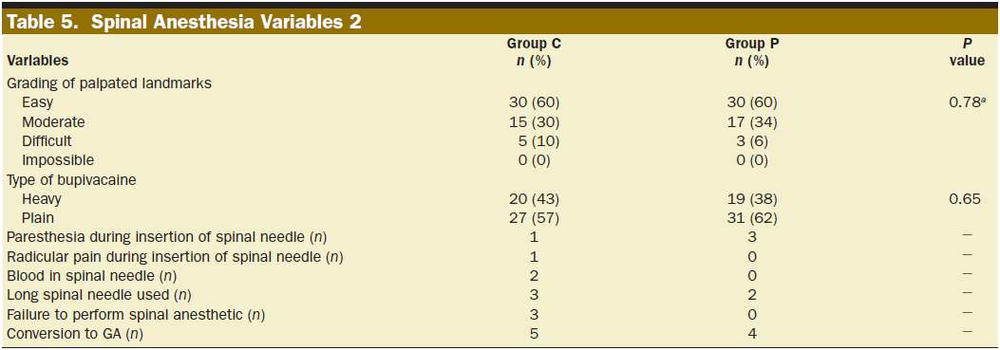 Table 5. Spinal Anesthesia Variables 2
Group C Group P P
Variables n (%) n (%) value
Grading of palpated landmarks
Easy 30 (60) 30 (60) 0.78ᵃ
Moderate 15 (30) 17 (34)
Difficult 5 (10) 3 (6)
Impossible 0 (0) 0 (0)
Type of bupivacaine
Heavy 20 (43) 19 (38) 0.65
Plain 27 (57) 31 (62)
Paresthesia during insertion of spinal needle (n) 1 3 –
Radicular pain during insertion of spinal needle (n) 1 0 –
Blood in spinal needle (n) 2 0 –
Long spinal needle used (n) 3 2 –
Failure to perform spinal anesthetic (n) 3 0 –
Conversion to GA (n) 5 4 –